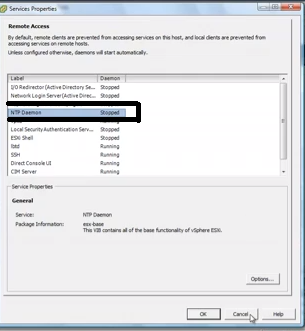 Services Properties
Remote Access
By default, remote clients are prevented from accessing services on this host, and local clients are prevented from
accessing services on remote hosts.
Unless configured otherwise, daemons will start automatically.
Label Daemon
I/O Redirector (Active Directory Se... Stopped
Network Login Server (Active Direc... Stopped
NTP Daemon Stopped
Running
Local Security Authentication Serv... Stopped
ESXi Shell Stopped
lbtd Running
SSH Running
Direct Console UI Running
CIM Server Running
Service Properties
General
Service: NTP Daemon
Package Information: esx-base
This VIB contains all of the base functionality of vSphere ESXi.
Options...
OK Cancel Help